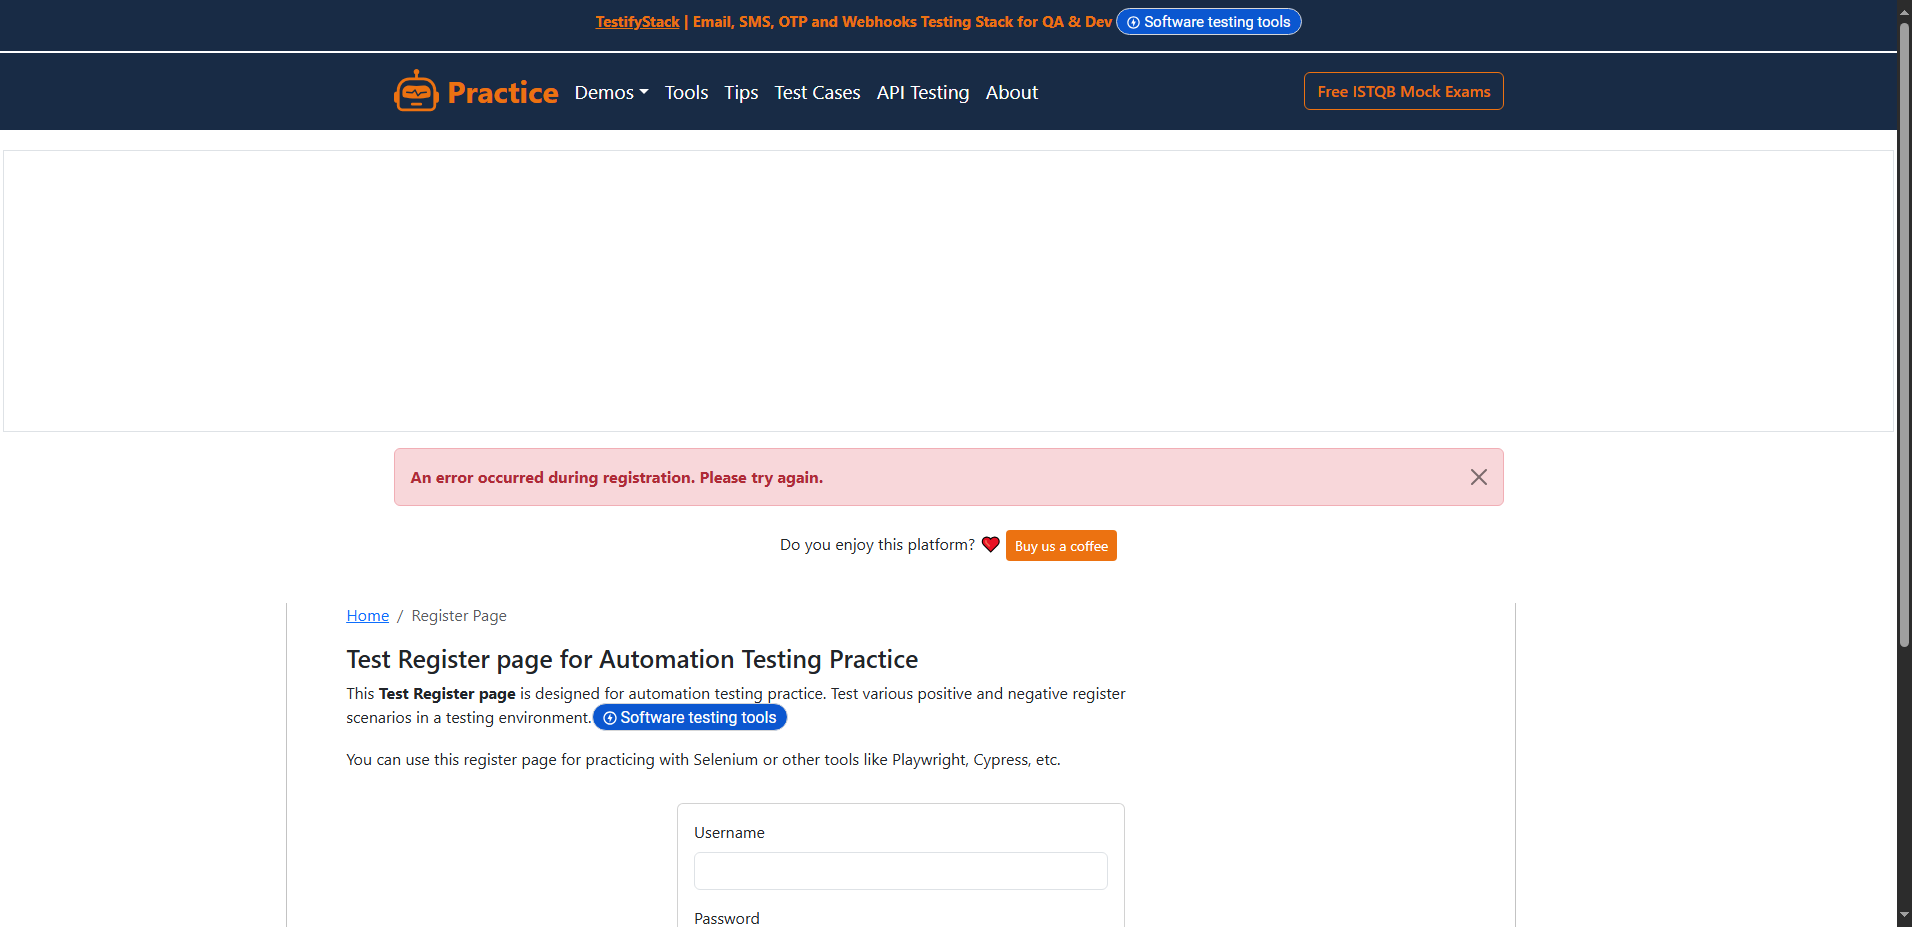 TestifyStack | Email, SMS, OTP and Webhooks Testing Stack for QA & Dev Software testing tools
Practice Demos Tools Tips Test Cases API Testing About Free ISTQB Mock Exams
An error occurred during registration. Please try again.
Do you enjoy this platform? Buy us a coffee
Home / Register Page
Test Register page for Automation Testing Practice
This Test Register page is designed for automation testing practice. Test various positive and negative register
scenarios in a testing environment. Software testing tools
You can use this register page for practicing with Selenium or other tools like Playwright, Cypress, etc.
Username
Password